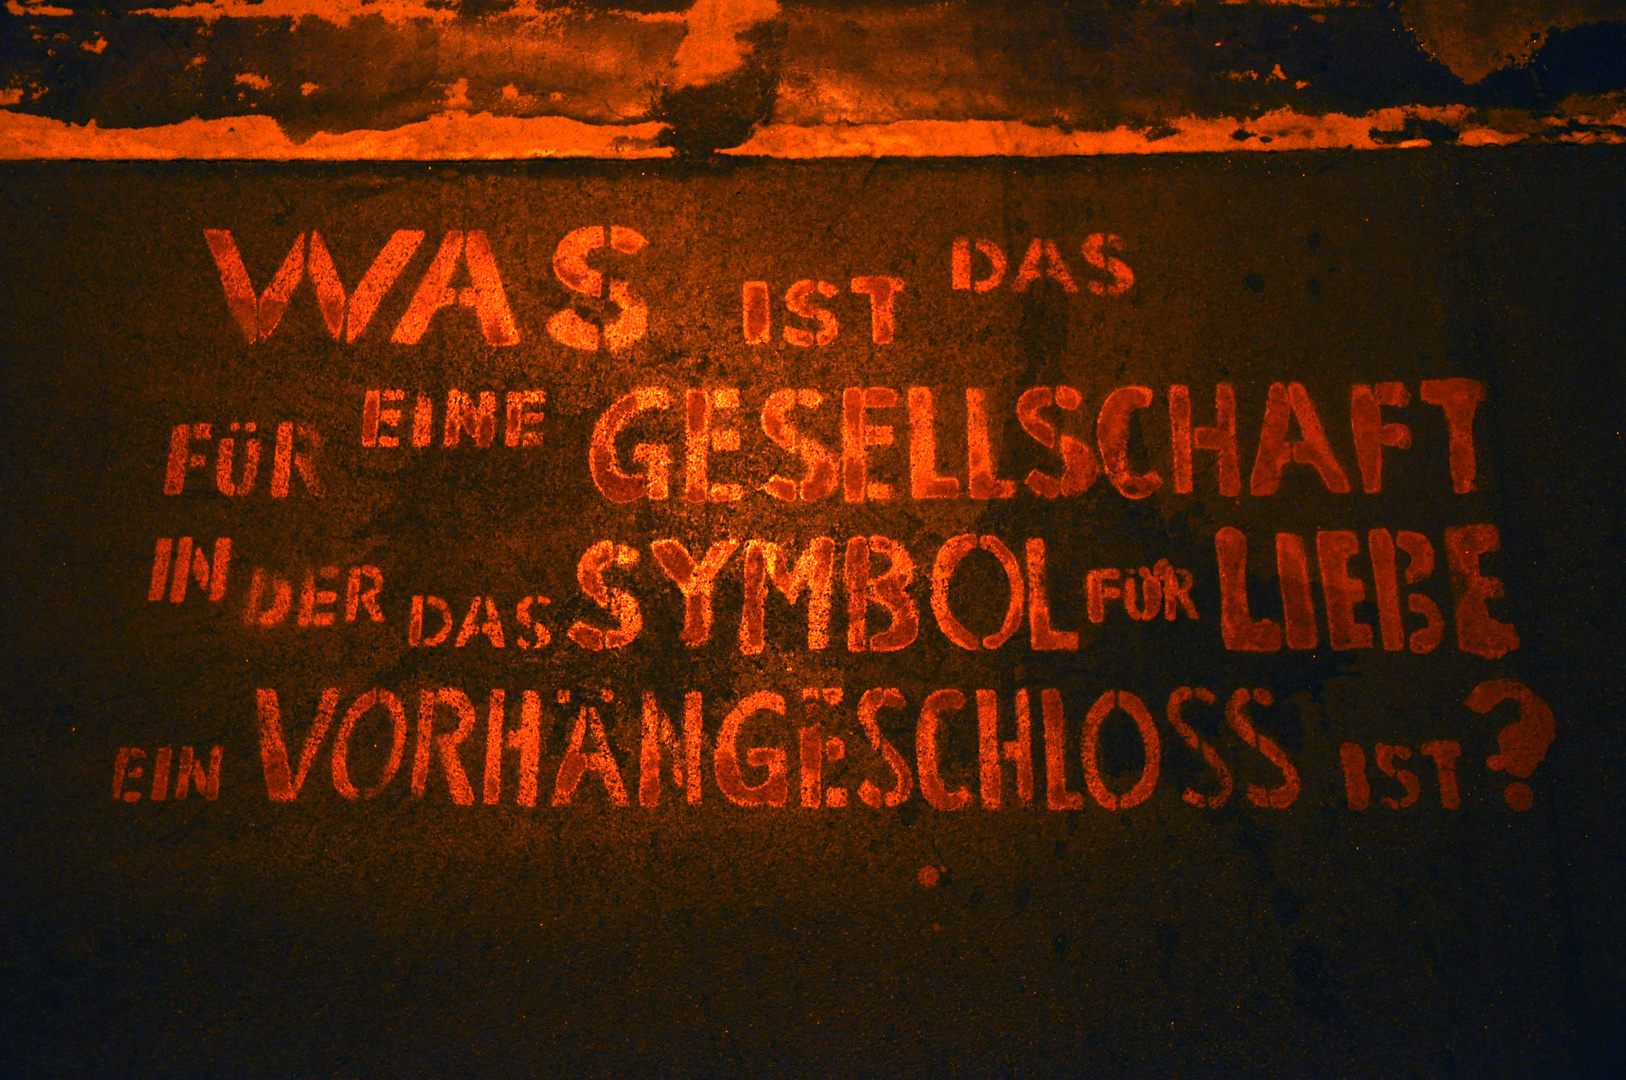 WAS IST DAS
FÜR EINE GESELLSCHAFT
IN DER DAS SYMBOL FÜR LIEBE
EIN VORHÄNGESCHLOSS IST?